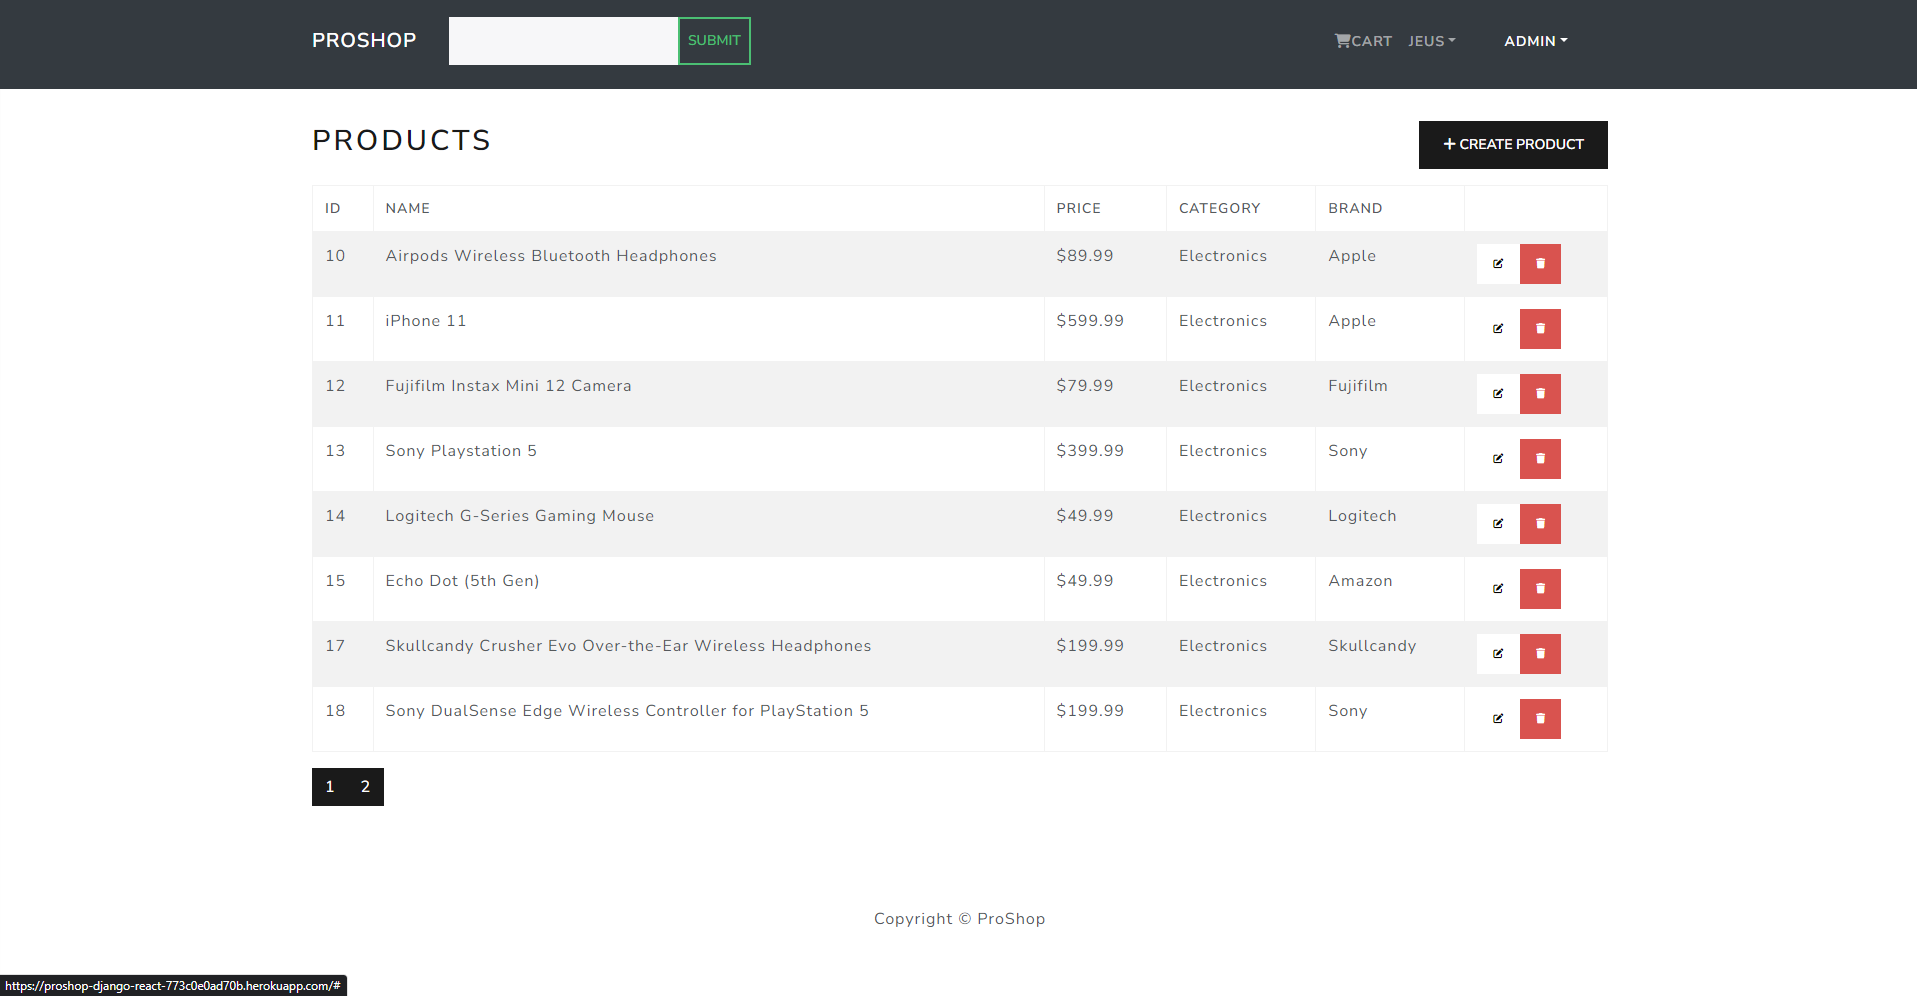 PROSHOP SUBMIT CART JEUS ADMIN
PRODUCTS + CREATE PRODUCT
ID NAME PRICE CATEGORY BRAND
10 Airpods Wireless Bluetooth Headphones $89.99 Electronics Apple
11 iPhone 11 $599.99 Electronics Apple
12 Fujifilm Instax Mini 12 Camera $79.99 Electronics Fujifilm
13 Sony Playstation 5 $399.99 Electronics Sony
14 Logitech G-Series Gaming Mouse $49.99 Electronics Logitech
15 Echo Dot (5th Gen) $49.99 Electronics Amazon
17 Skullcandy Crusher Evo Over-the-Ear Wireless Headphones $199.99 Electronics Skullcandy
18 Sony DualSense Edge Wireless Controller for PlayStation 5 $199.99 Electronics Sony
1 2
Copyright © ProShop
https://proshop-django-react-773c0e0ad70b.herokuapp.com/#